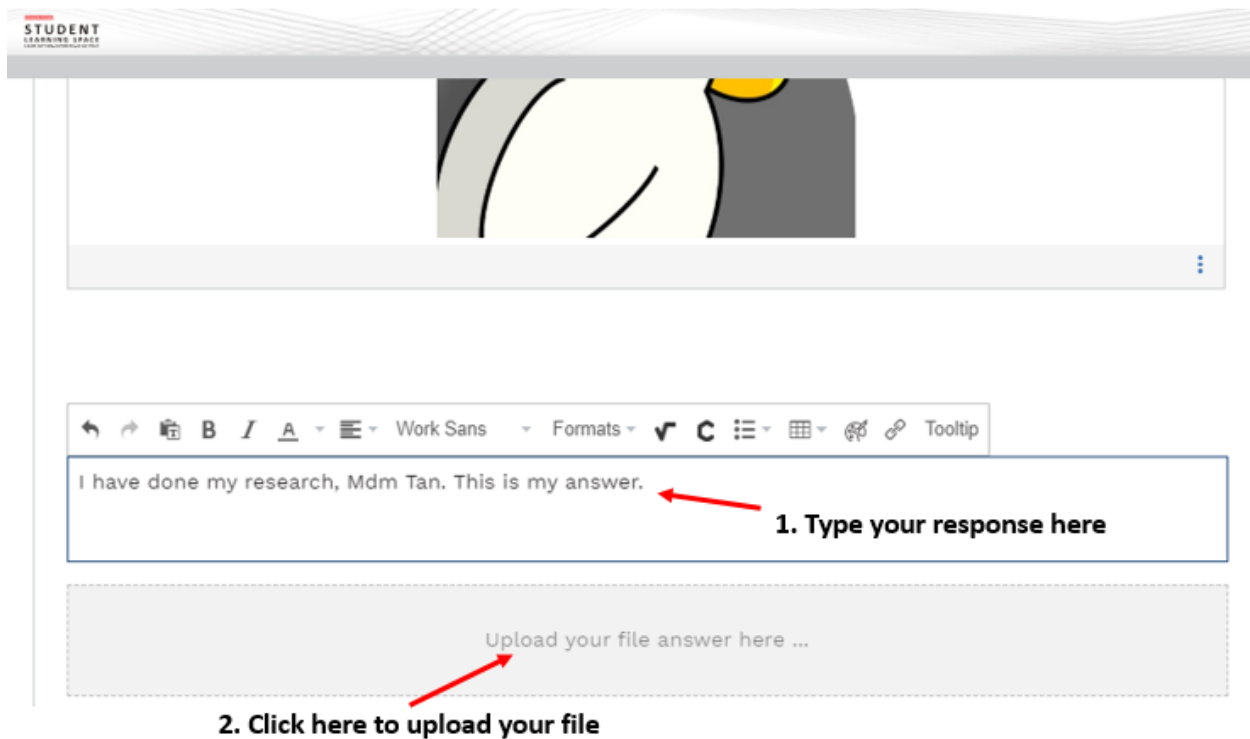 STUDENT
LEARNING SPACE
B I A Work Sans Formats C Tooltip
I have done my research, Mdm Tan. This is my answer.
1. Type your response here
Upload your file answer here ...
2. Click here to upload your file